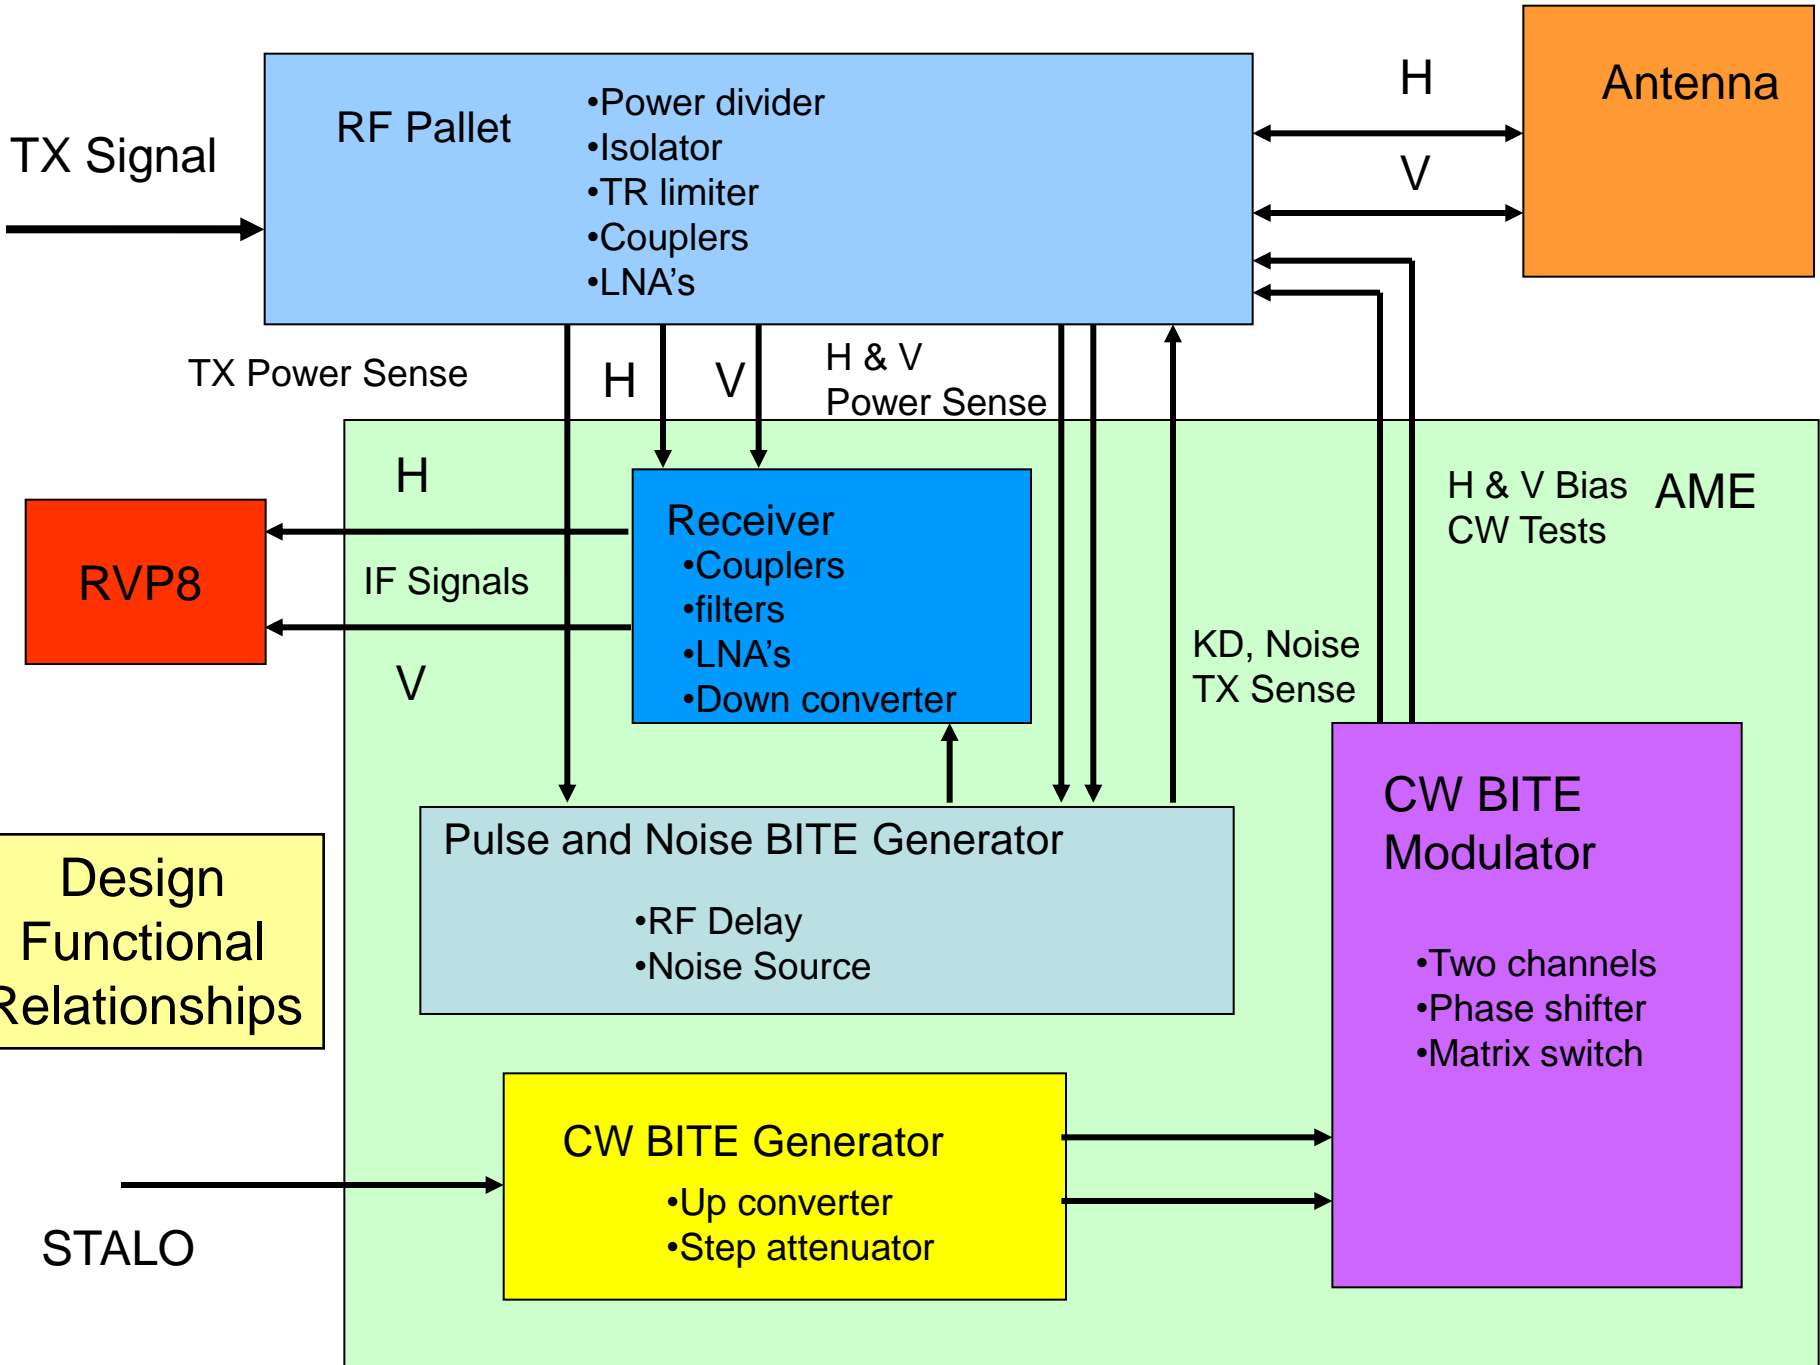 TX Signal
RF Pallet
•Power divider
•Isolator
•TR limiter
•Couplers
•LNA's
H
V
Antenna
TX Power Sense
H
V
H & V
Power Sense
H
IF Signals
V
RVP8
Receiver
•Couplers
•filters
•LNA's
•Down converter
H & V Bias
CW Tests
AME
KD, Noise
TX Sense
Pulse and Noise BITE Generator
•RF Delay
•Noise Source
CW BITE
Modulator
•Two channels
•Phase shifter
•Matrix switch
Design
Functional
Relationships
CW BITE Generator
•Up converter
•Step attenuator
STALO